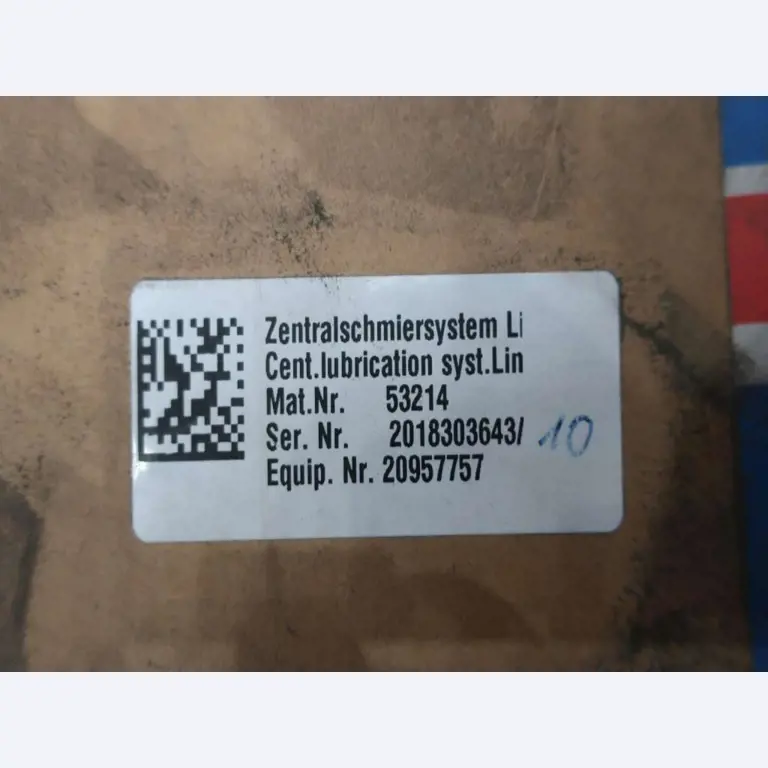 Zentralschmiersystem Li
Cent.lubrication syst.Lin
Mat.Nr. 53214
Ser. Nr. 2018303643/ 10
Equip. Nr. 20957757